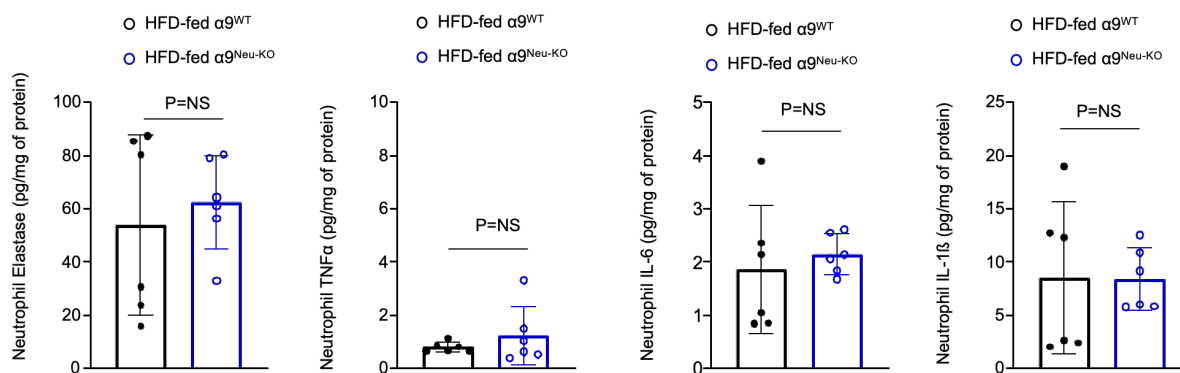 HFD-fed α9WT
HFD-fed α9Neu-KO
Neutrophil Elastase (pg/mg of protein)
100
80
60
40
20
0
P=NS
HFD-fed α9WT
HFD-fed α9Neu-KO
Neutrophil TNFα (pg/mg of protein)
10
8
6
4
2
0
P=NS
HFD-fed α9WT
HFD-fed α9Neu-KO
Neutrophil IL-6 (pg/mg of protein)
5
4
3
2
1
0
P=NS
HFD-fed α9WT
HFD-fed α9Neu-KO
Neutrophil IL-1ß (pg/mg of protein)
25
20
15
10
5
0
P=NS